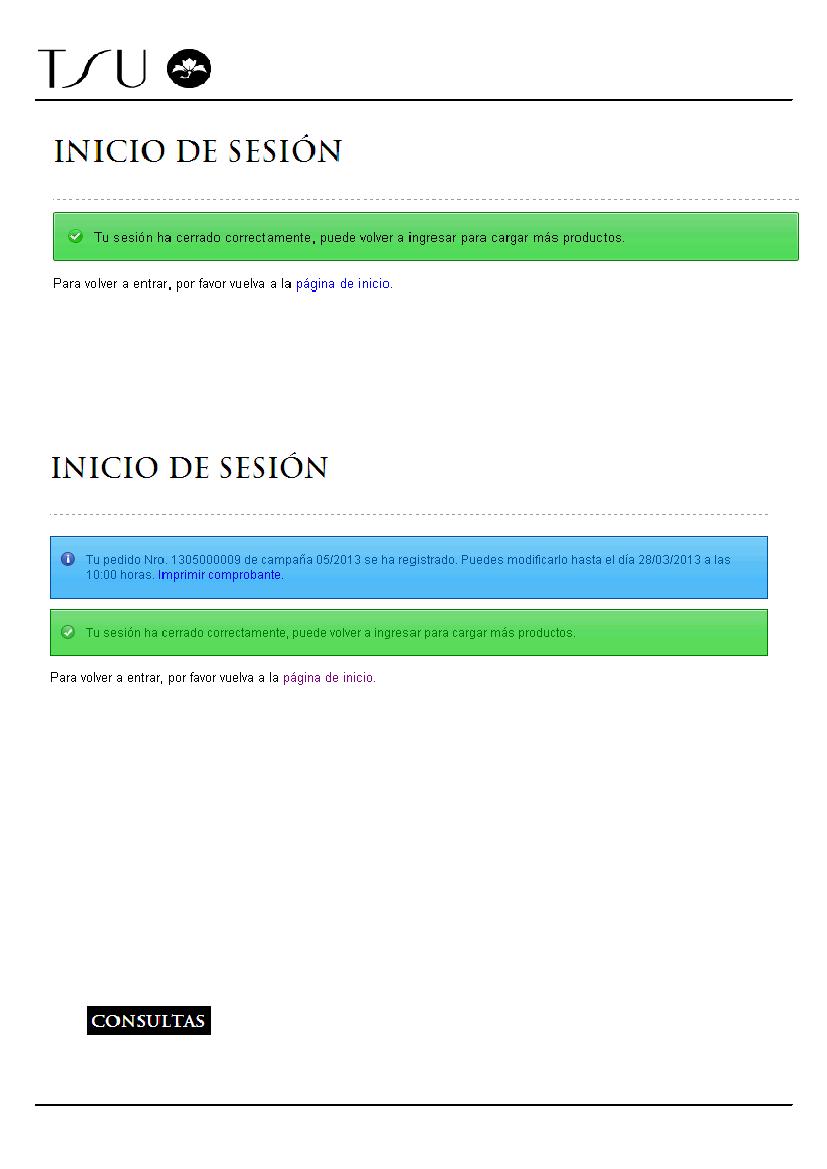 TSU
INICIO DE SESIÓN
Tu sesión ha cerrado correctamente, puede volver a ingresar para cargar más productos.
Para volver a entrar, por favor vuelva a la página de inicio.
INICIO DE SESIÓN
Tu pedido Nro. 1305000009 de campaña 05/2013 se ha registrado. Puedes modificarlo hasta el día 28/03/2013 a las
10:00 horas. Imprimir comprobante.
Tu sesión ha cerrado correctamente, puede volver a ingresar para cargar más productos.
Para volver a entrar, por favor vuelva a la página de inicio.
CONSULTAS